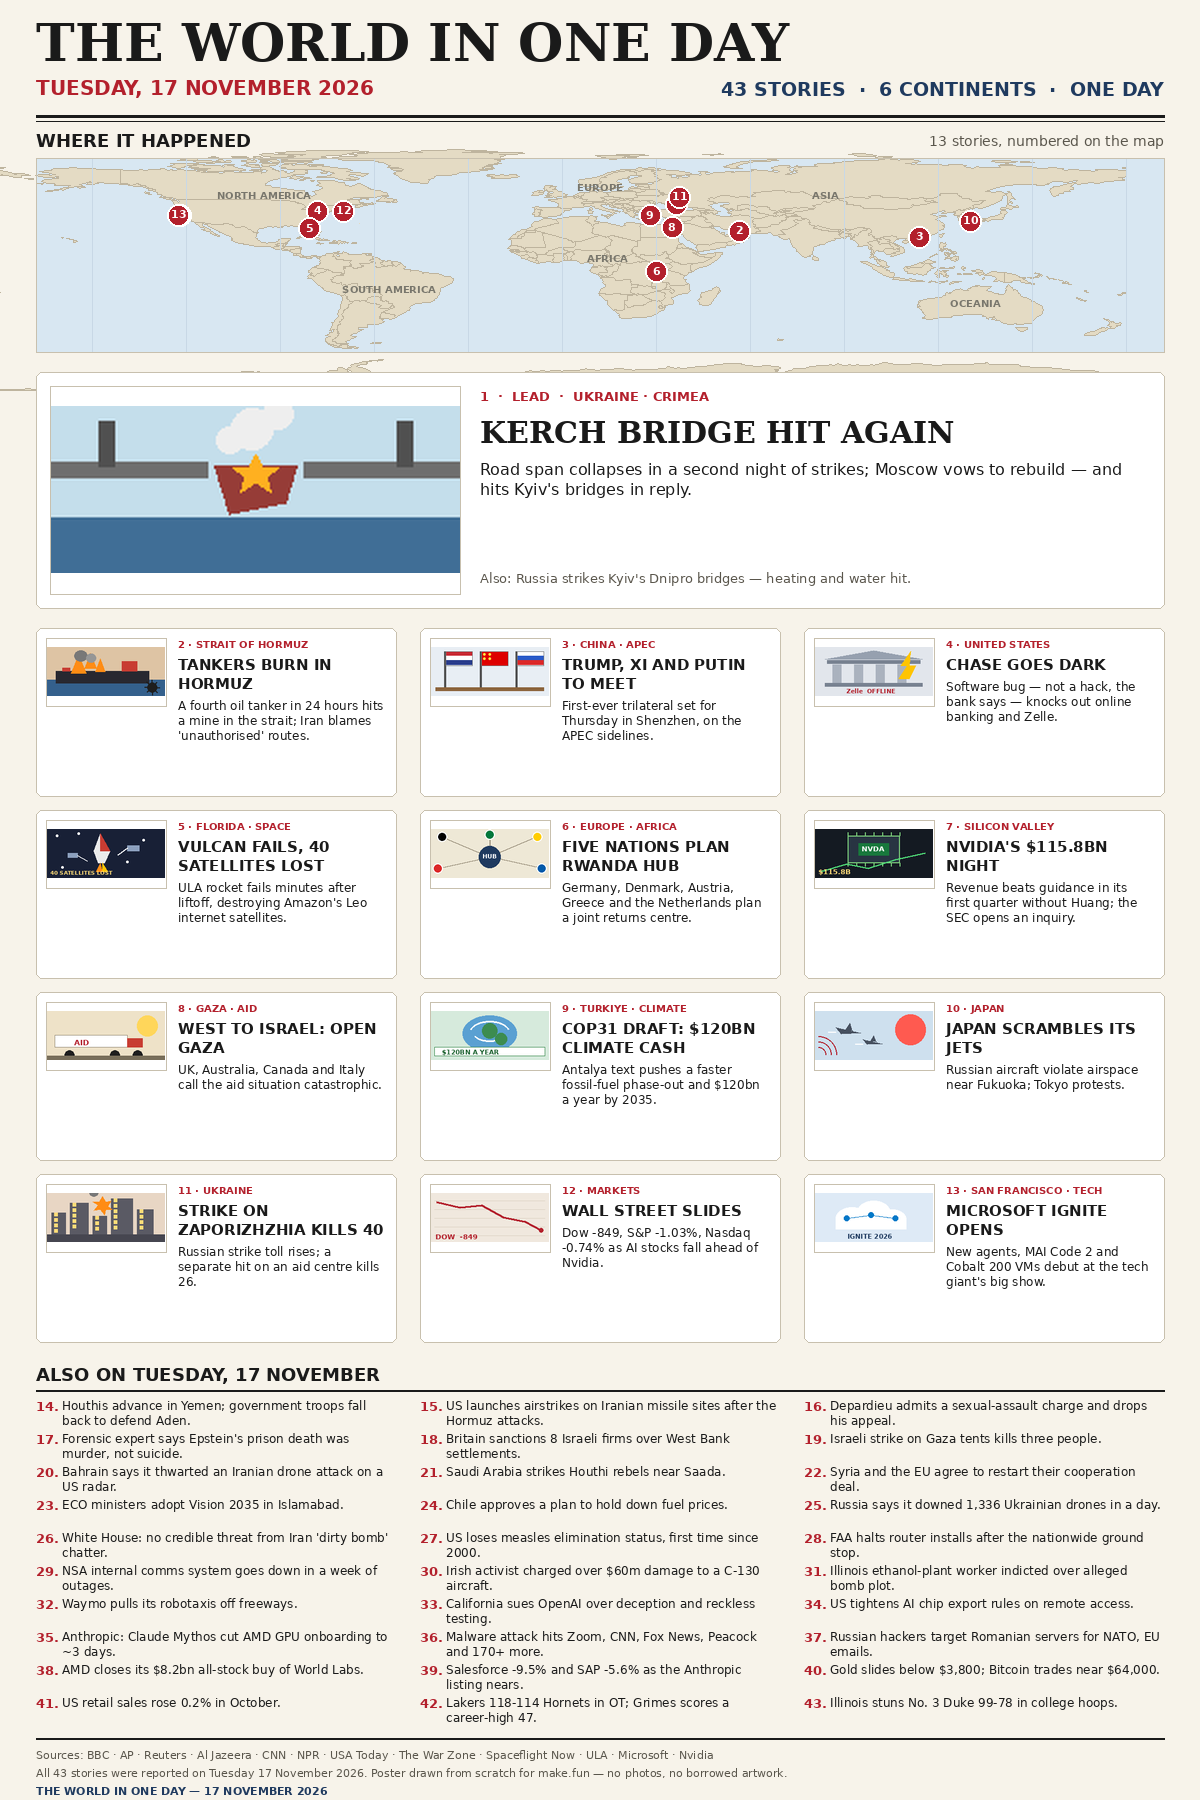 THE WORLD IN ONE DAY
TUESDAY, 17 NOVEMBER 2026
43 STORIES · 6 CONTINENTS · ONE DAY
WHERE IT HAPPENED
13 stories, numbered on the map
NORTH AMERICA
EUROPE
ASIA
AFRICA
SOUTH AMERICA
OCEANIA
13
4
12
5
11
9
8
2
3
10
6
1 · LEAD · UKRAINE · CRIMEA
KERCH BRIDGE HIT AGAIN
Road span collapses in a second night of strikes; Moscow vows to rebuild — and
hits Kyiv's bridges in reply.
Also: Russia strikes Kyiv's Dnipro bridges — heating and water hit.
2 · STRAIT OF HORMUZ
TANKERS BURN IN
HORMUZ
A fourth oil tanker in 24 hours hits
a mine in the strait; Iran blames
'unauthorised' routes.
3 · CHINA · APEC
TRUMP, XI AND PUTIN
TO MEET
First-ever trilateral set for
Thursday in Shenzhen, on the
APEC sidelines.
Zelle OFFLINE
4 · UNITED STATES
CHASE GOES DARK
Software bug — not a hack, the
bank says — knocks out online
banking and Zelle.
40 SATELLITES LOST
5 · FLORIDA · SPACE
VULCAN FAILS, 40
SATELLITES LOST
ULA rocket fails minutes after
liftoff, destroying Amazon's Leo
internet satellites.
HUB
6 · EUROPE · AFRICA
FIVE NATIONS PLAN
RWANDA HUB
Germany, Denmark, Austria,
Greece and the Netherlands plan
a joint returns centre.
NVDA
$115.8B
7 · SILICON VALLEY
NVIDIA'S $115.8BN
NIGHT
Revenue beats guidance in its
first quarter without Huang; the
SEC opens an inquiry.
AID
8 · GAZA · AID
WEST TO ISRAEL: OPEN
GAZA
UK, Australia, Canada and Italy
call the aid situation catastrophic.
$120BN A YEAR
9 · TURKIYE · CLIMATE
COP31 DRAFT: $120BN
CLIMATE CASH
Antalya text pushes a faster
fossil-fuel phase-out and $120bn
a year by 2035.
10 · JAPAN
JAPAN SCRAMBLES ITS
JETS
Russian aircraft violate airspace
near Fukuoka; Tokyo protests.
11 · UKRAINE
STRIKE ON
ZAPORIZHZHIA KILLS 40
Russian strike toll rises; a
separate hit on an aid centre kills
26.
DOW -849
12 · MARKETS
WALL STREET SLIDES
Dow -849, S&P -1.03%, Nasdaq
-0.74% as AI stocks fall ahead of
Nvidia.
IGNITE 2026
13 · SAN FRANCISCO · TECH
MICROSOFT IGNITE
OPENS
New agents, MAI Code 2 and
Cobalt 200 VMs debut at the tech
giant's big show.
ALSO ON TUESDAY, 17 NOVEMBER
14. Houthis advance in Yemen; government troops fall
back to defend Aden.
15. US launches airstrikes on Iranian missile sites after the
Hormuz attacks.
16. Depardieu admits a sexual-assault charge and drops
his appeal.
17. Forensic expert says Epstein's prison death was
murder, not suicide.
18. Britain sanctions 8 Israeli firms over West Bank
settlements.
19. Israeli strike on Gaza tents kills three people.
20. Bahrain says it thwarted an Iranian drone attack on a
US radar.
21. Saudi Arabia strikes Houthi rebels near Saada.
22. Syria and the EU agree to restart their cooperation
deal.
23. ECO ministers adopt Vision 2035 in Islamabad.
24. Chile approves a plan to hold down fuel prices.
25. Russia says it downed 1,336 Ukrainian drones in a day.
26. White House: no credible threat from Iran 'dirty bomb'
chatter.
27. US loses measles elimination status, first time since
2000.
28. FAA halts router installs after the nationwide ground
stop.
29. NSA internal comms system goes down in a week of
outages.
30. Irish activist charged over $60m damage to a C-130
aircraft.
31. Illinois ethanol-plant worker indicted over alleged
bomb plot.
32. Waymo pulls its robotaxis off freeways.
33. California sues OpenAI over deception and reckless
testing.
34. US tightens AI chip export rules on remote access.
35. Anthropic: Claude Mythos cut AMD GPU onboarding to
~3 days.
36. Malware attack hits Zoom, CNN, Fox News, Peacock
and 170+ more.
37. Russian hackers target Romanian servers for NATO, EU
emails.
38. AMD closes its $8.2bn all-stock buy of World Labs.
39. Salesforce -9.5% and SAP -5.6% as the Anthropic
listing nears.
40. Gold slides below $3,800; Bitcoin trades near $64,000.
41. US retail sales rose 0.2% in October.
42. Lakers 118-114 Hornets in OT; Grimes scores a
career-high 47.
43. Illinois stuns No. 3 Duke 99-78 in college hoops.
Sources: BBC · AP · Reuters · Al Jazeera · CNN · NPR · USA Today · The War Zone · Spaceflight Now · ULA · Microsoft · Nvidia
All 43 stories were reported on Tuesday 17 November 2026. Poster drawn from scratch for make.fun — no photos, no borrowed artwork.
THE WORLD IN ONE DAY — 17 NOVEMBER 2026